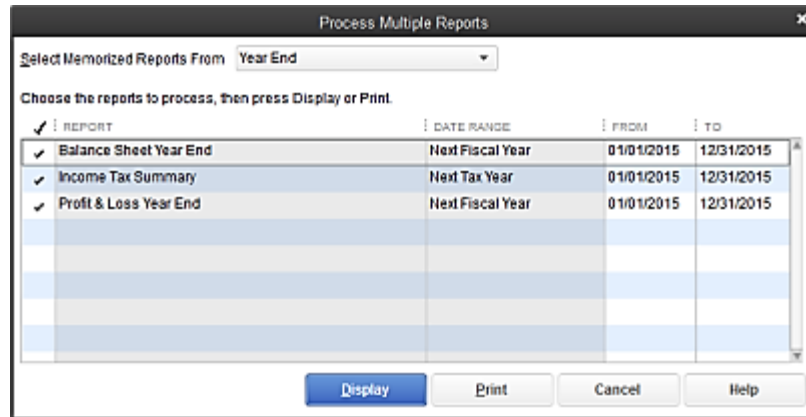 Process Multiple Reports
Select Memorized Reports From Year End
Choose the reports to process, then press Display or Print.
REPORT DATE RANGE FROM TO
Balance Sheet Year End Next Fiscal Year 01/01/2015 12/31/2015
Income Tax Summary Next Tax Year 01/01/2015 12/31/2015
Profit & Loss Year End Next Fiscal Year 01/01/2015 12/31/2015
Display Print Cancel Help